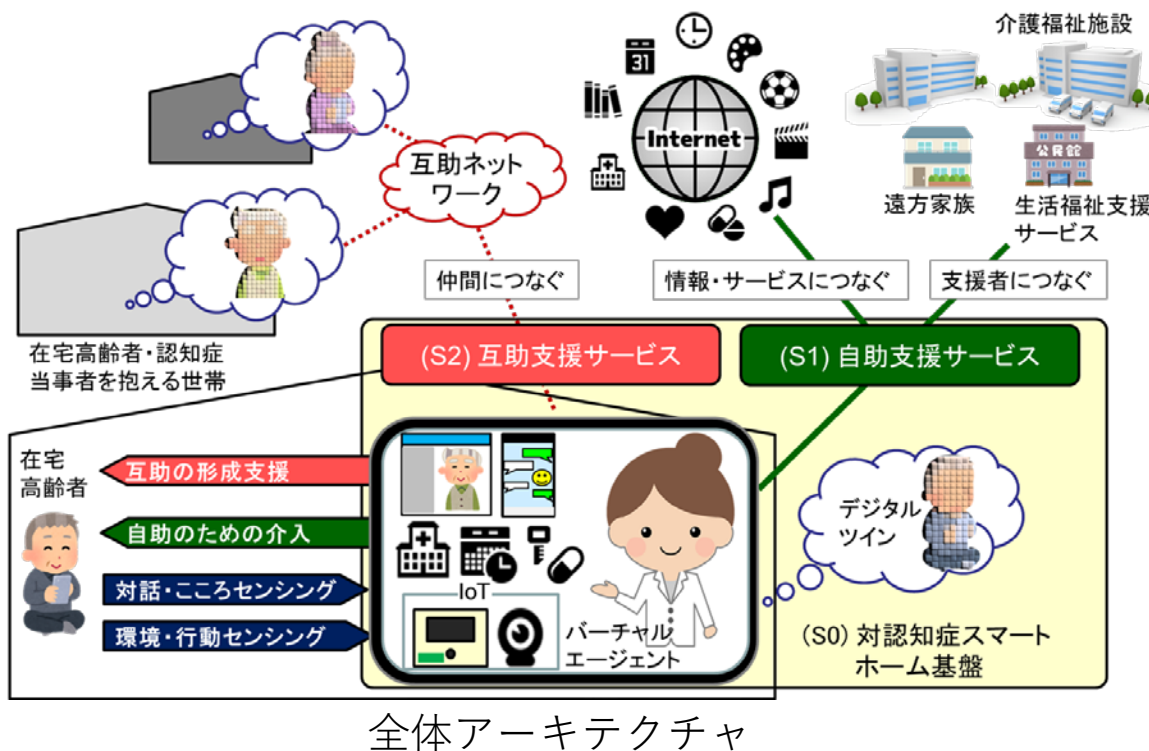 介護福祉施設
31
Internet
公民館
互助ネット
ワーク
遠方家族
生活福祉支援
サービス
仲間につなぐ
情報・サービスにつなぐ
支援者につなぐ
在宅高齢者・認知症
当事者を抱える世帯
(S2) 互助支援サービス
(S1) 自助支援サービス
在宅
高齢者
互助の形成支援
自助のための介入
対話・こころセンシング
環境・行動センシング
IoT
バーチャル
エージェント
デジタル
ツイン
(S0) 対認知症スマート
ホーム基盤
全体アーキテクチャ